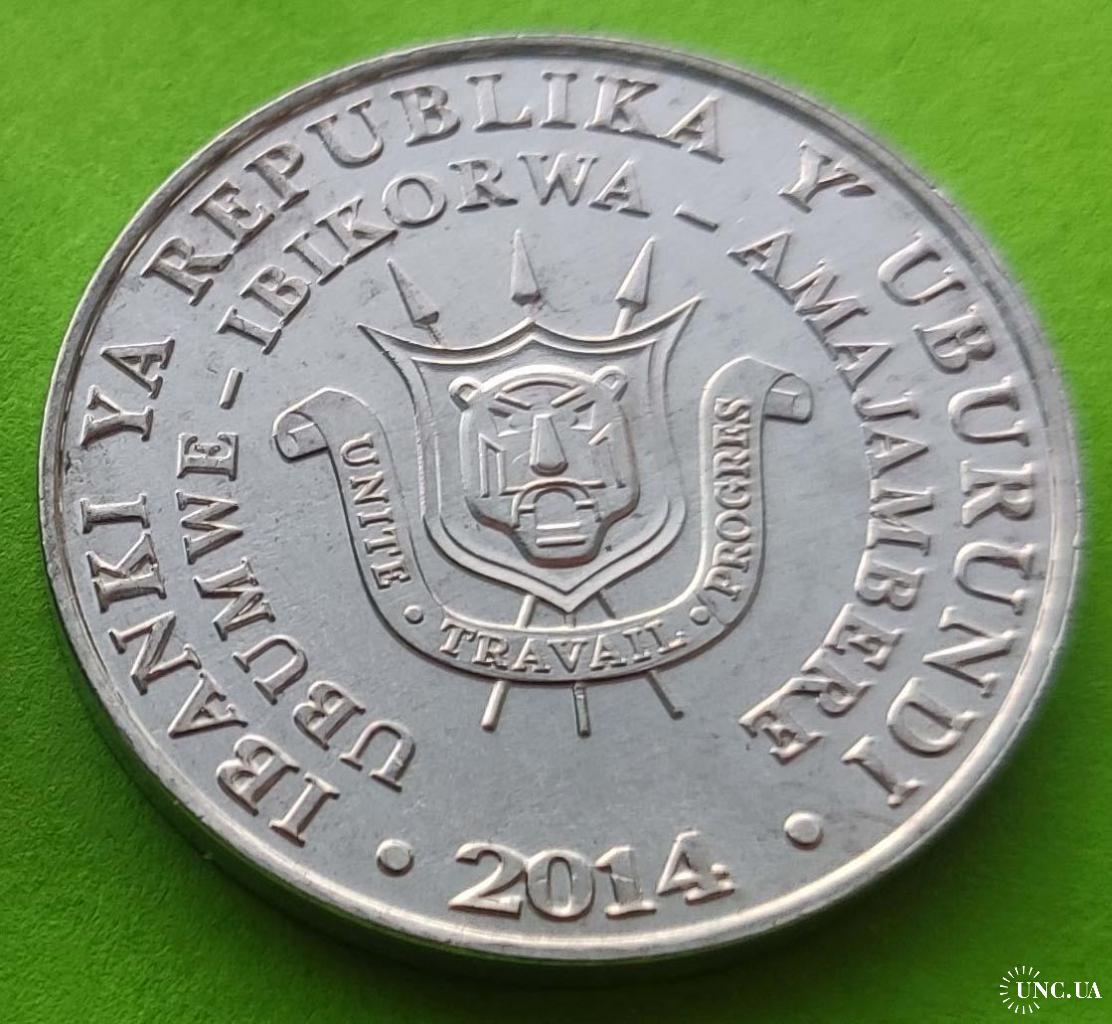 IBANKI YA REPUBLIKA Y' UBURUNDI
UBUMWE - IBIKORWA - AMAJAMBERE
UNITE • TRAVAIL • PROGRES
• 2014 •
UNC.UA